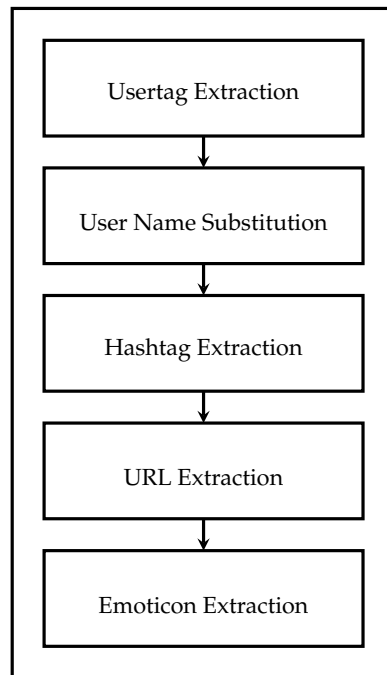 Usertag Extraction
User Name Substitution
Hashtag Extraction
URL Extraction
Emoticon Extraction